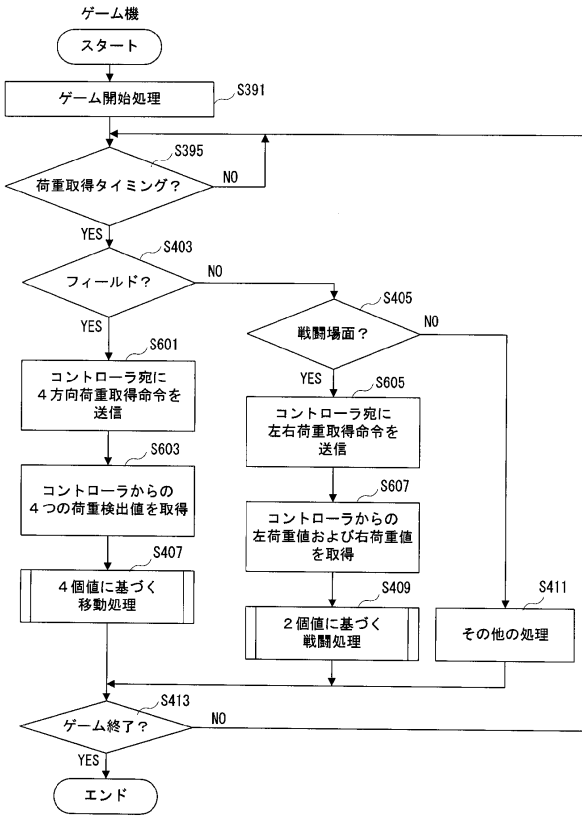 ゲーム機
スタート
S391
ゲーム開始処理
S395
荷重取得タイミング？
NO
YES
S403
フィールド？
NO
YES
S405
戦闘場面？
NO
YES
S601
コントローラ宛に
４方向荷重取得命令を
送信
S605
コントローラ宛に
左右荷重取得命令を
送信
S603
コントローラからの
４つの荷重検出値を取得
S607
コントローラからの
左荷重値および右荷重値
を取得
S407
４個値に基づく
移動処理
S409
２個値に基づく
戦闘処理
S411
その他の処理
S413
ゲーム終了？
NO
YES
エンド